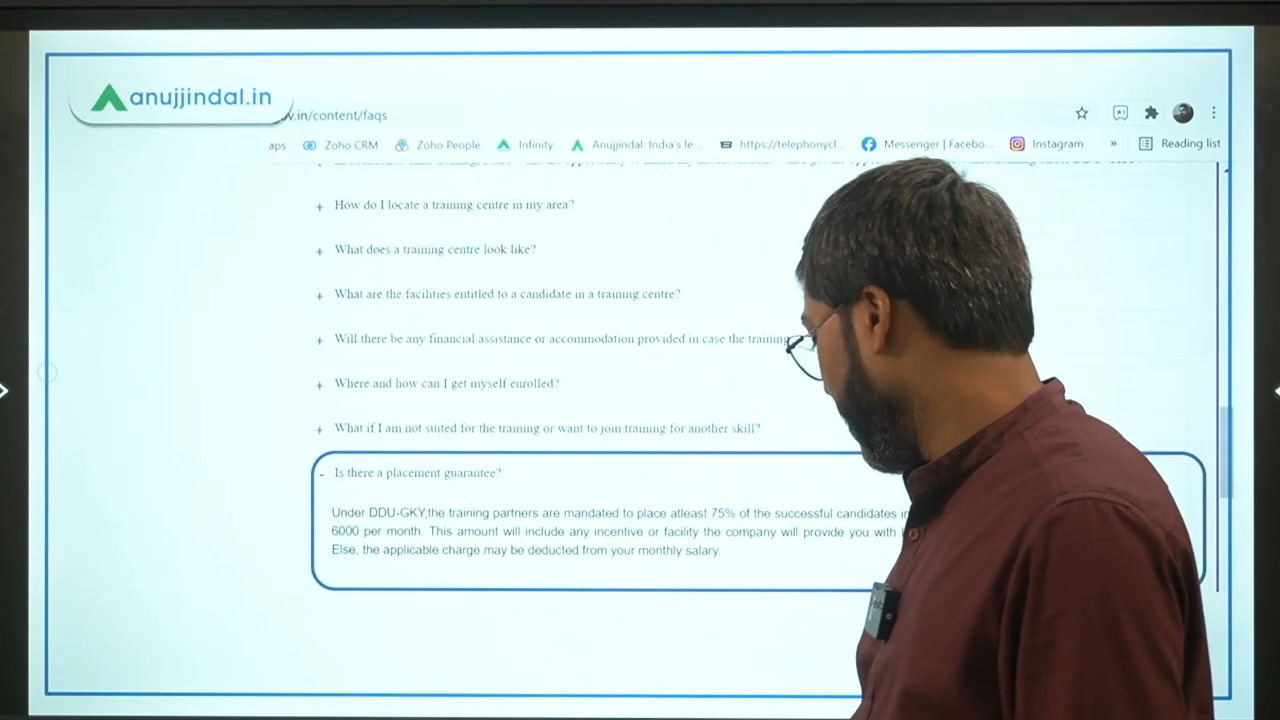 anujjindal.in
ov.in/content/faqs
aps Zoho CRM Zoho People Infinity Anujjindal: India's le... https://telephonycl... Messenger | Facebo... Instagram » Reading list
+ How do I locate a training centre in my area?
+ What does a training centre look like?
+ What are the facilities entitled to a candidate in a training centre?
+ Will there be any financial assistance or accommodation provided in case the training
+ Where and how can I get myself enrolled?
+ What if I am not suited for the training or want to join training for another skill?
- Is there a placement guarantee?
Under DDU-GKY,the training partners are mandated to place atleast 75% of the successful candidates
6000 per month. This amount will include any incentive or facility the company will provide you with
Else, the applicable charge may be deducted from your monthly salary.